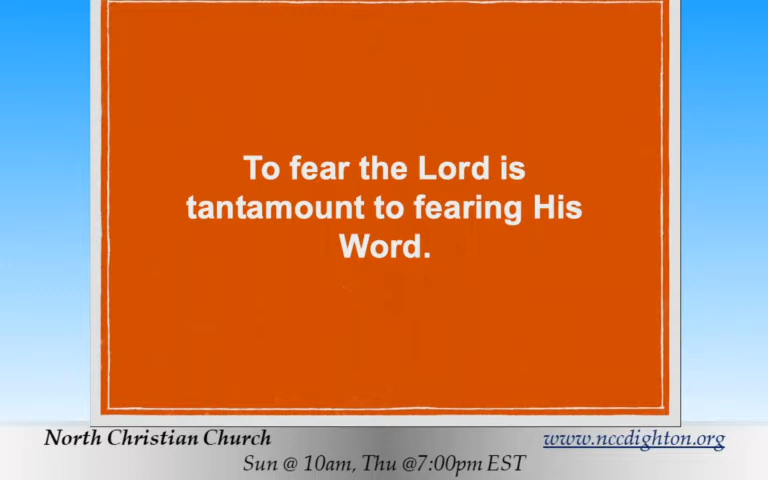 To fear the Lord is
tantamount to fearing His
Word.
North Christian Church
www.nccdighton.org
Sun @ 10am, Thu @7:00pm EST